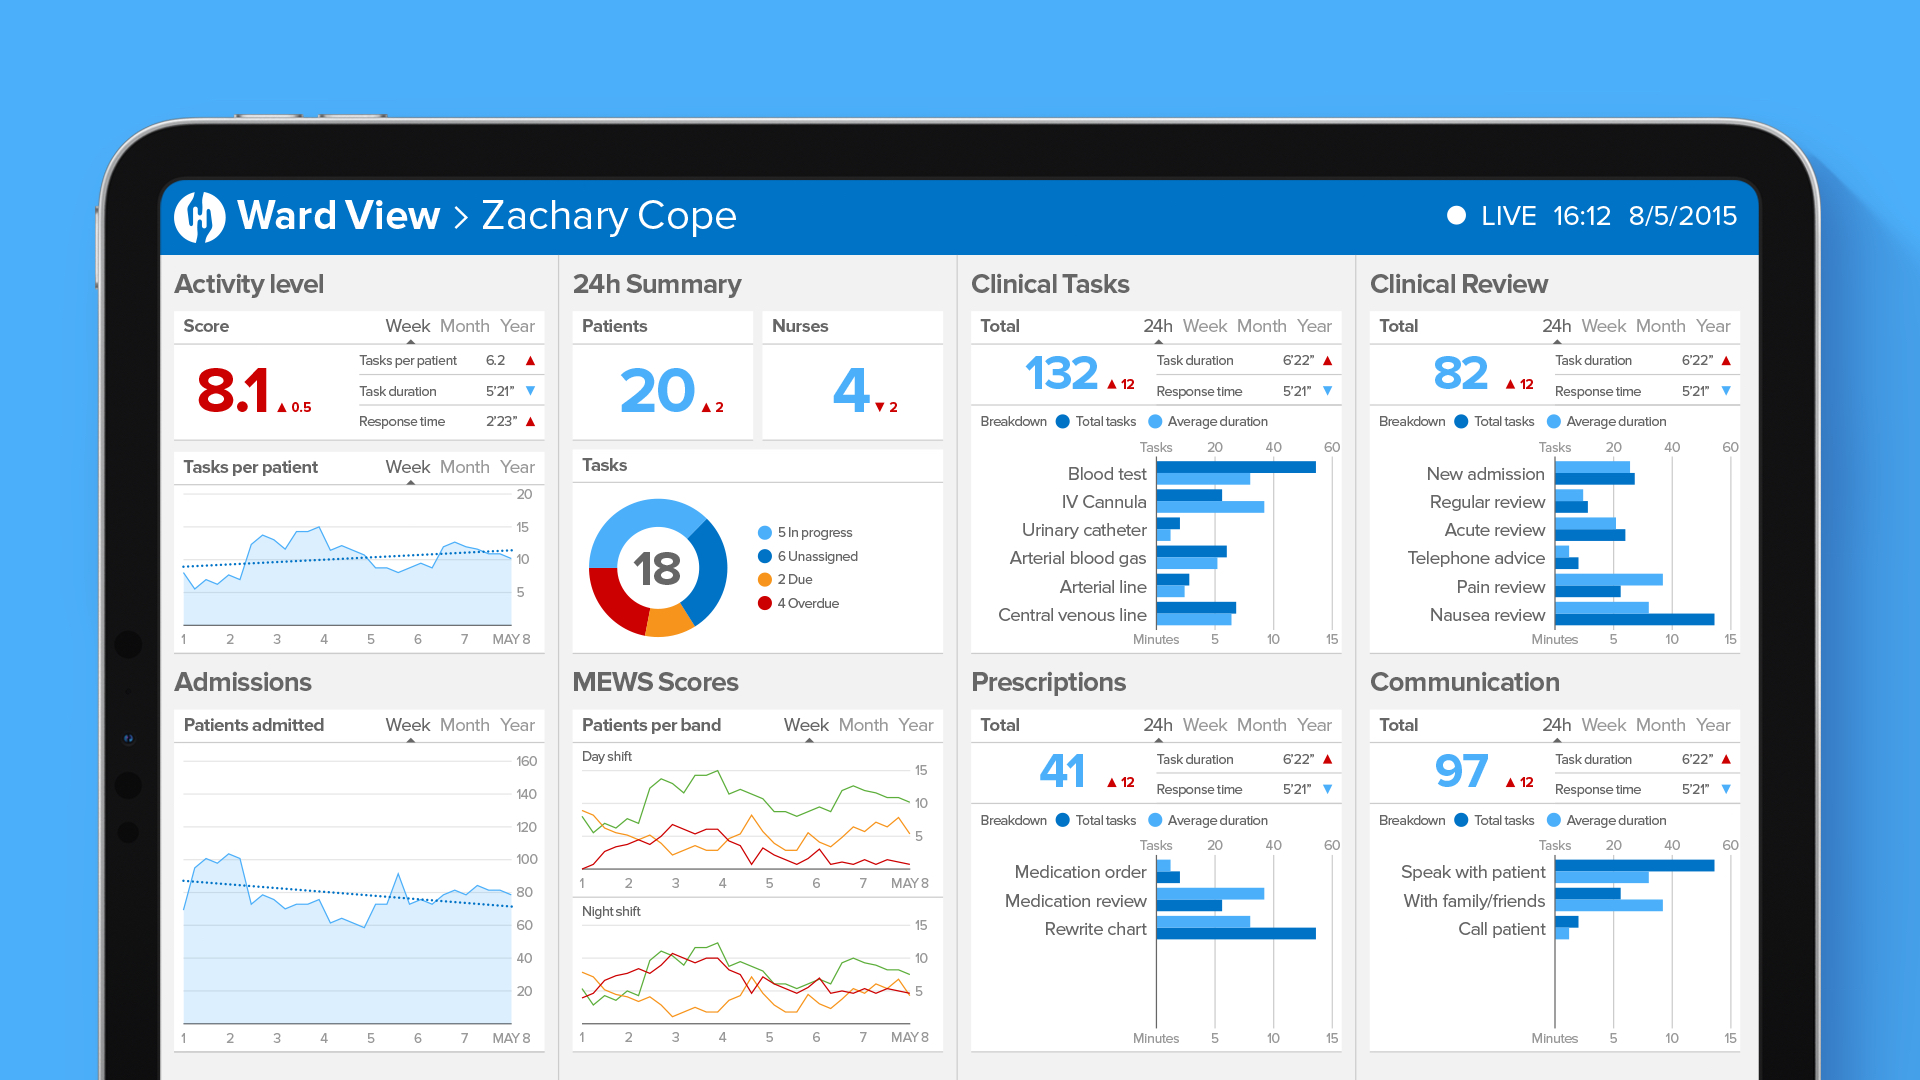 Ward View > Zachary Cope
LIVE 16:12 8/5/2015
Activity level
Score Week Month Year
8.1 ▲ 0.5
Tasks per patient 6.2 ▲
Task duration 5'21" ▼
Response time 2'23" ▲
Tasks per patient Week Month Year
20
15
10
5
1 2 3 4 5 6 7 MAY 8
Admissions
Patients admitted Week Month Year
160
140
120
100
80
60
40
20
1 2 3 4 5 6 7 MAY 8
24h Summary
Patients
20 ▲ 2
Nurses
4 ▼ 2
Tasks
18
5 In progress
6 Unassigned
2 Due
4 Overdue
MEWS Scores
Patients per band Week Month Year
Day shift
15
10
5
1 2 3 4 5 6 7 MAY 8
Night shift
15
10
5
1 2 3 4 5 6 7 MAY 8
Clinical Tasks
Total 24h Week Month Year
132 ▲ 12
Task duration 6'22" ▲
Response time 5'21" ▼
Breakdown Total tasks Average duration
Tasks 20 40 60
Blood test
IV Cannula
Urinary catheter
Arterial blood gas
Arterial line
Central venous line
Minutes 5 10 15
Prescriptions
Total 24h Week Month Year
41 ▲ 12
Task duration 6'22" ▲
Response time 5'21" ▼
Breakdown Total tasks Average duration
Tasks 20 40 60
Medication order
Medication review
Rewrite chart
Minutes 5 10 15
Clinical Review
Total 24h Week Month Year
82 ▲ 12
Task duration 6'22" ▲
Response time 5'21" ▼
Breakdown Total tasks Average duration
Tasks 20 40 60
New admission
Regular review
Acute review
Telephone advice
Pain review
Nausea review
Minutes 5 10 15
Communication
Total 24h Week Month Year
97 ▲ 12
Task duration 6'22" ▲
Response time 5'21" ▼
Breakdown Total tasks Average duration
Tasks 20 40 60
Speak with patient
With family/friends
Call patient
Minutes 5 10 15